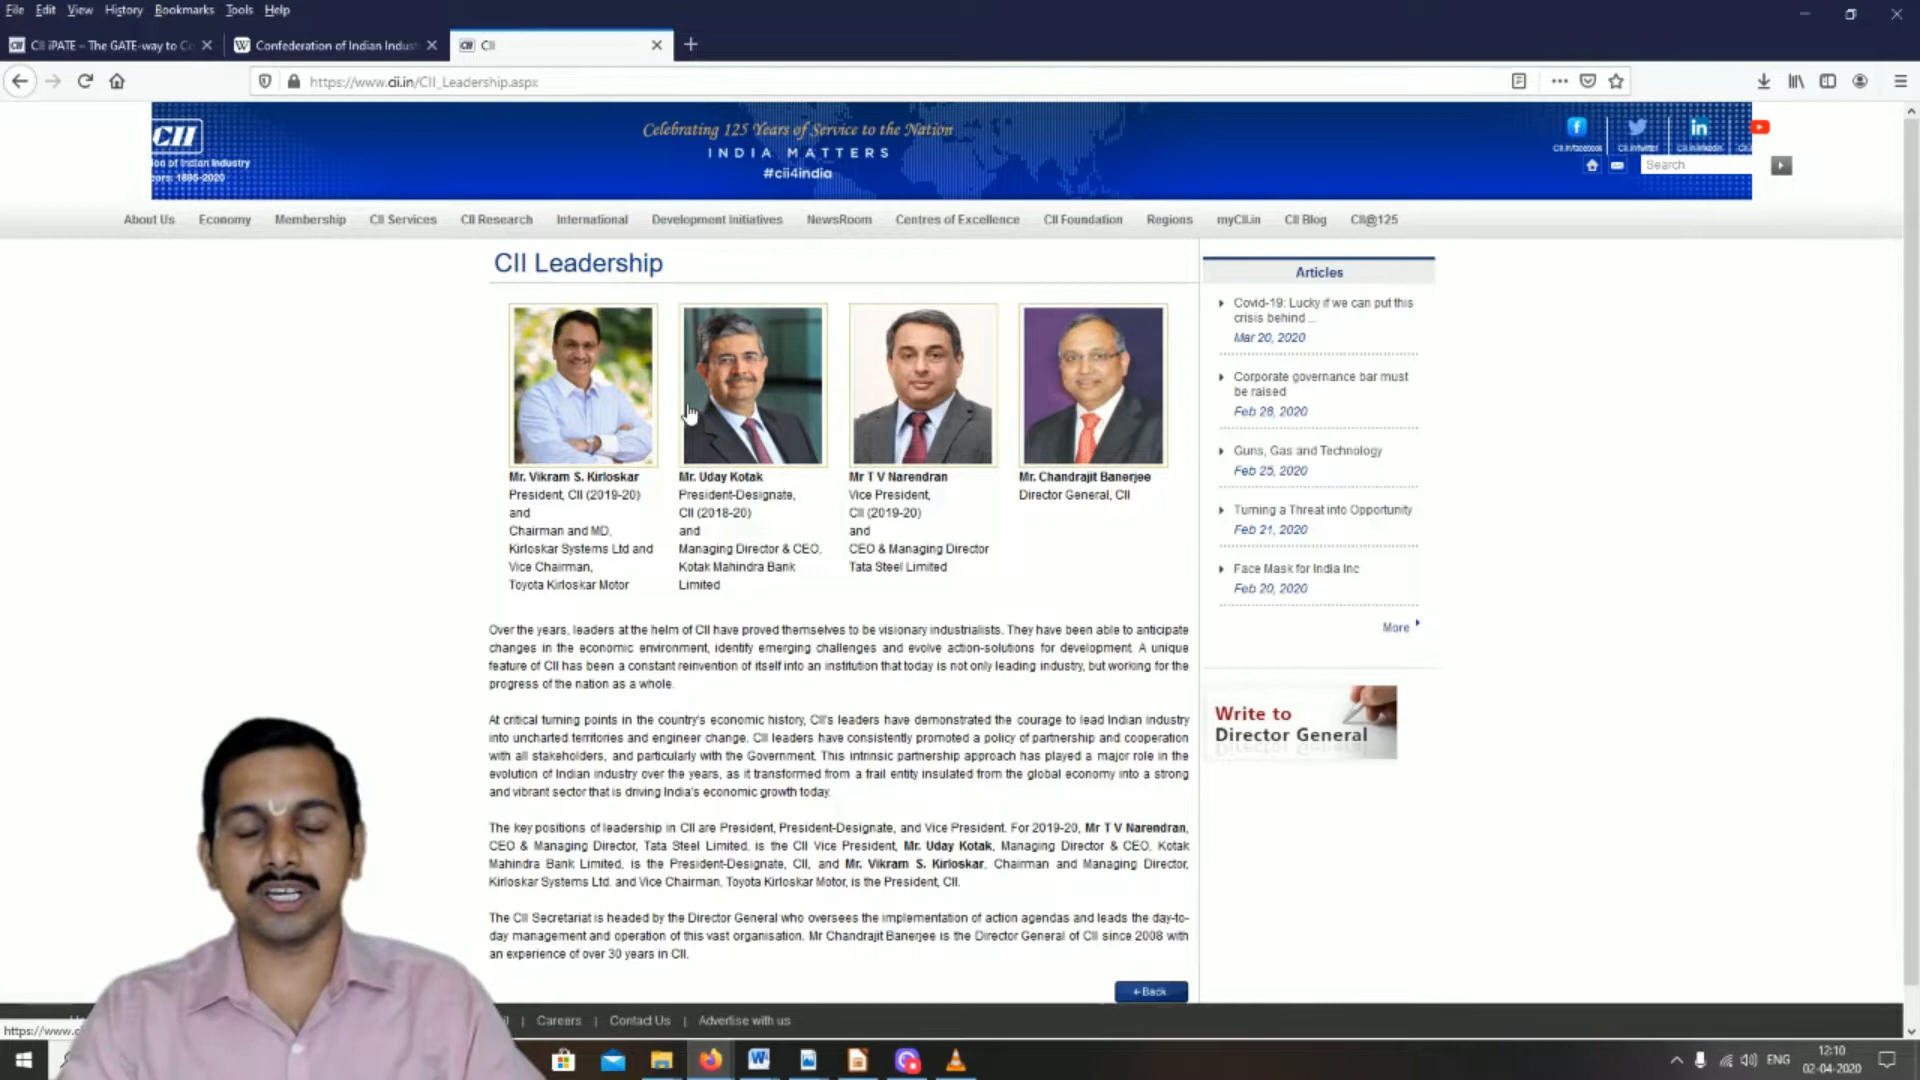 File Edit View History Bookmarks Tools Help
CII iPATE – The GATE-way to Co
Confederation of Indian Indust
CII
https://www.cii.in/CII_Leadership.aspx
CII
ion of Indian Industry
ears: 1895-2020
Celebrating 125 Years of Service to the Nation
INDIA MATTERS
#cii4india
Search
About Us Economy Membership CII Services CII Research International Development Initiatives NewsRoom Centres of Excellence CII Foundation Regions myCII.in CII Blog CII@125
CII Leadership
Mr. Vikram S. Kirloskar
President, CII (2019-20)
and
Chairman and MD,
Kirloskar Systems Ltd and
Vice Chairman,
Toyota Kirloskar Motor
Mr. Uday Kotak
President-Designate,
CII (2018-20)
and
Managing Director & CEO,
Kotak Mahindra Bank
Limited
Mr T V Narendran
Vice President,
CII (2019-20)
and
CEO & Managing Director
Tata Steel Limited
Mr. Chandrajit Banerjee
Director General, CII
Over the years, leaders at the helm of CII have proved themselves to be visionary industrialists. They have been able to anticipate
changes in the economic environment, identify emerging challenges and evolve action-solutions for development. A unique
feature of CII has been a constant reinvention of itself into an institution that today is not only leading industry, but working for the
progress of the nation as a whole.
At critical turning points in the country's economic history, CII's leaders have demonstrated the courage to lead Indian industry
into uncharted territories and engineer change. CII leaders have consistently promoted a policy of partnership and cooperation
with all stakeholders, and particularly with the Government. This intrinsic partnership approach has played a major role in the
evolution of Indian industry over the years, as it transformed from a frail entity insulated from the global economy into a strong
and vibrant sector that is driving India's economic growth today.
The key positions of leadership in CII are President, President-Designate, and Vice President. For 2019-20, Mr T V Narendran,
CEO & Managing Director, Tata Steel Limited, is the CII Vice President, Mr. Uday Kotak, Managing Director & CEO, Kotak
Mahindra Bank Limited, is the President-Designate, CII, and Mr. Vikram S. Kirloskar, Chairman and Managing Director,
Kirloskar Systems Ltd. and Vice Chairman, Toyota Kirloskar Motor, is the President, CII.
The CII Secretariat is headed by the Director General who oversees the implementation of action agendas and leads the day-to-
day management and operation of this vast organisation. Mr Chandrajit Banerjee is the Director General of CII since 2008 with
an experience of over 30 years in CII.
Back
Articles
Covid-19: Lucky if we can put this
crisis behind ...
Mar 20, 2020
Corporate governance bar must
be raised
Feb 28, 2020
Guns, Gas and Technology
Feb 25, 2020
Turning a Threat into Opportunity
Feb 21, 2020
Face Mask for India Inc
Feb 20, 2020
More
Write to
Director General
| Careers | Contact Us | Advertise with us
https://www.c
ENG
12:10
02-04-2020